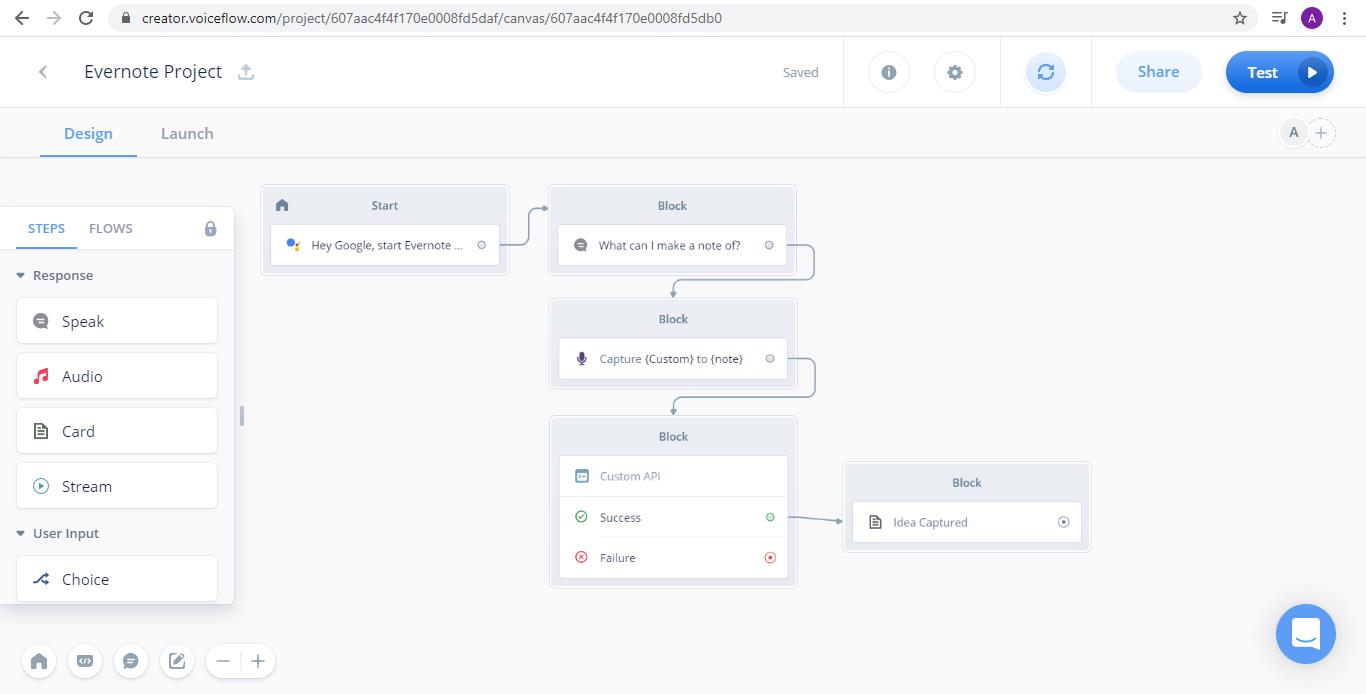 creator.voiceflow.com/project/607aac4f4f170e0008fd5daf/canvas/607aac4f4f170e0008fd5db0
A
Evernote Project
Saved
Share
Test
Design
Launch
A
STEPS
FLOWS
Response
Speak
Audio
Card
Stream
User Input
Choice
Start
Hey Google, start Evernote ...
Block
What can I make a note of?
Block
Capture {Custom} to {note}
Block
Custom API
Success
Failure
Block
Idea Captured